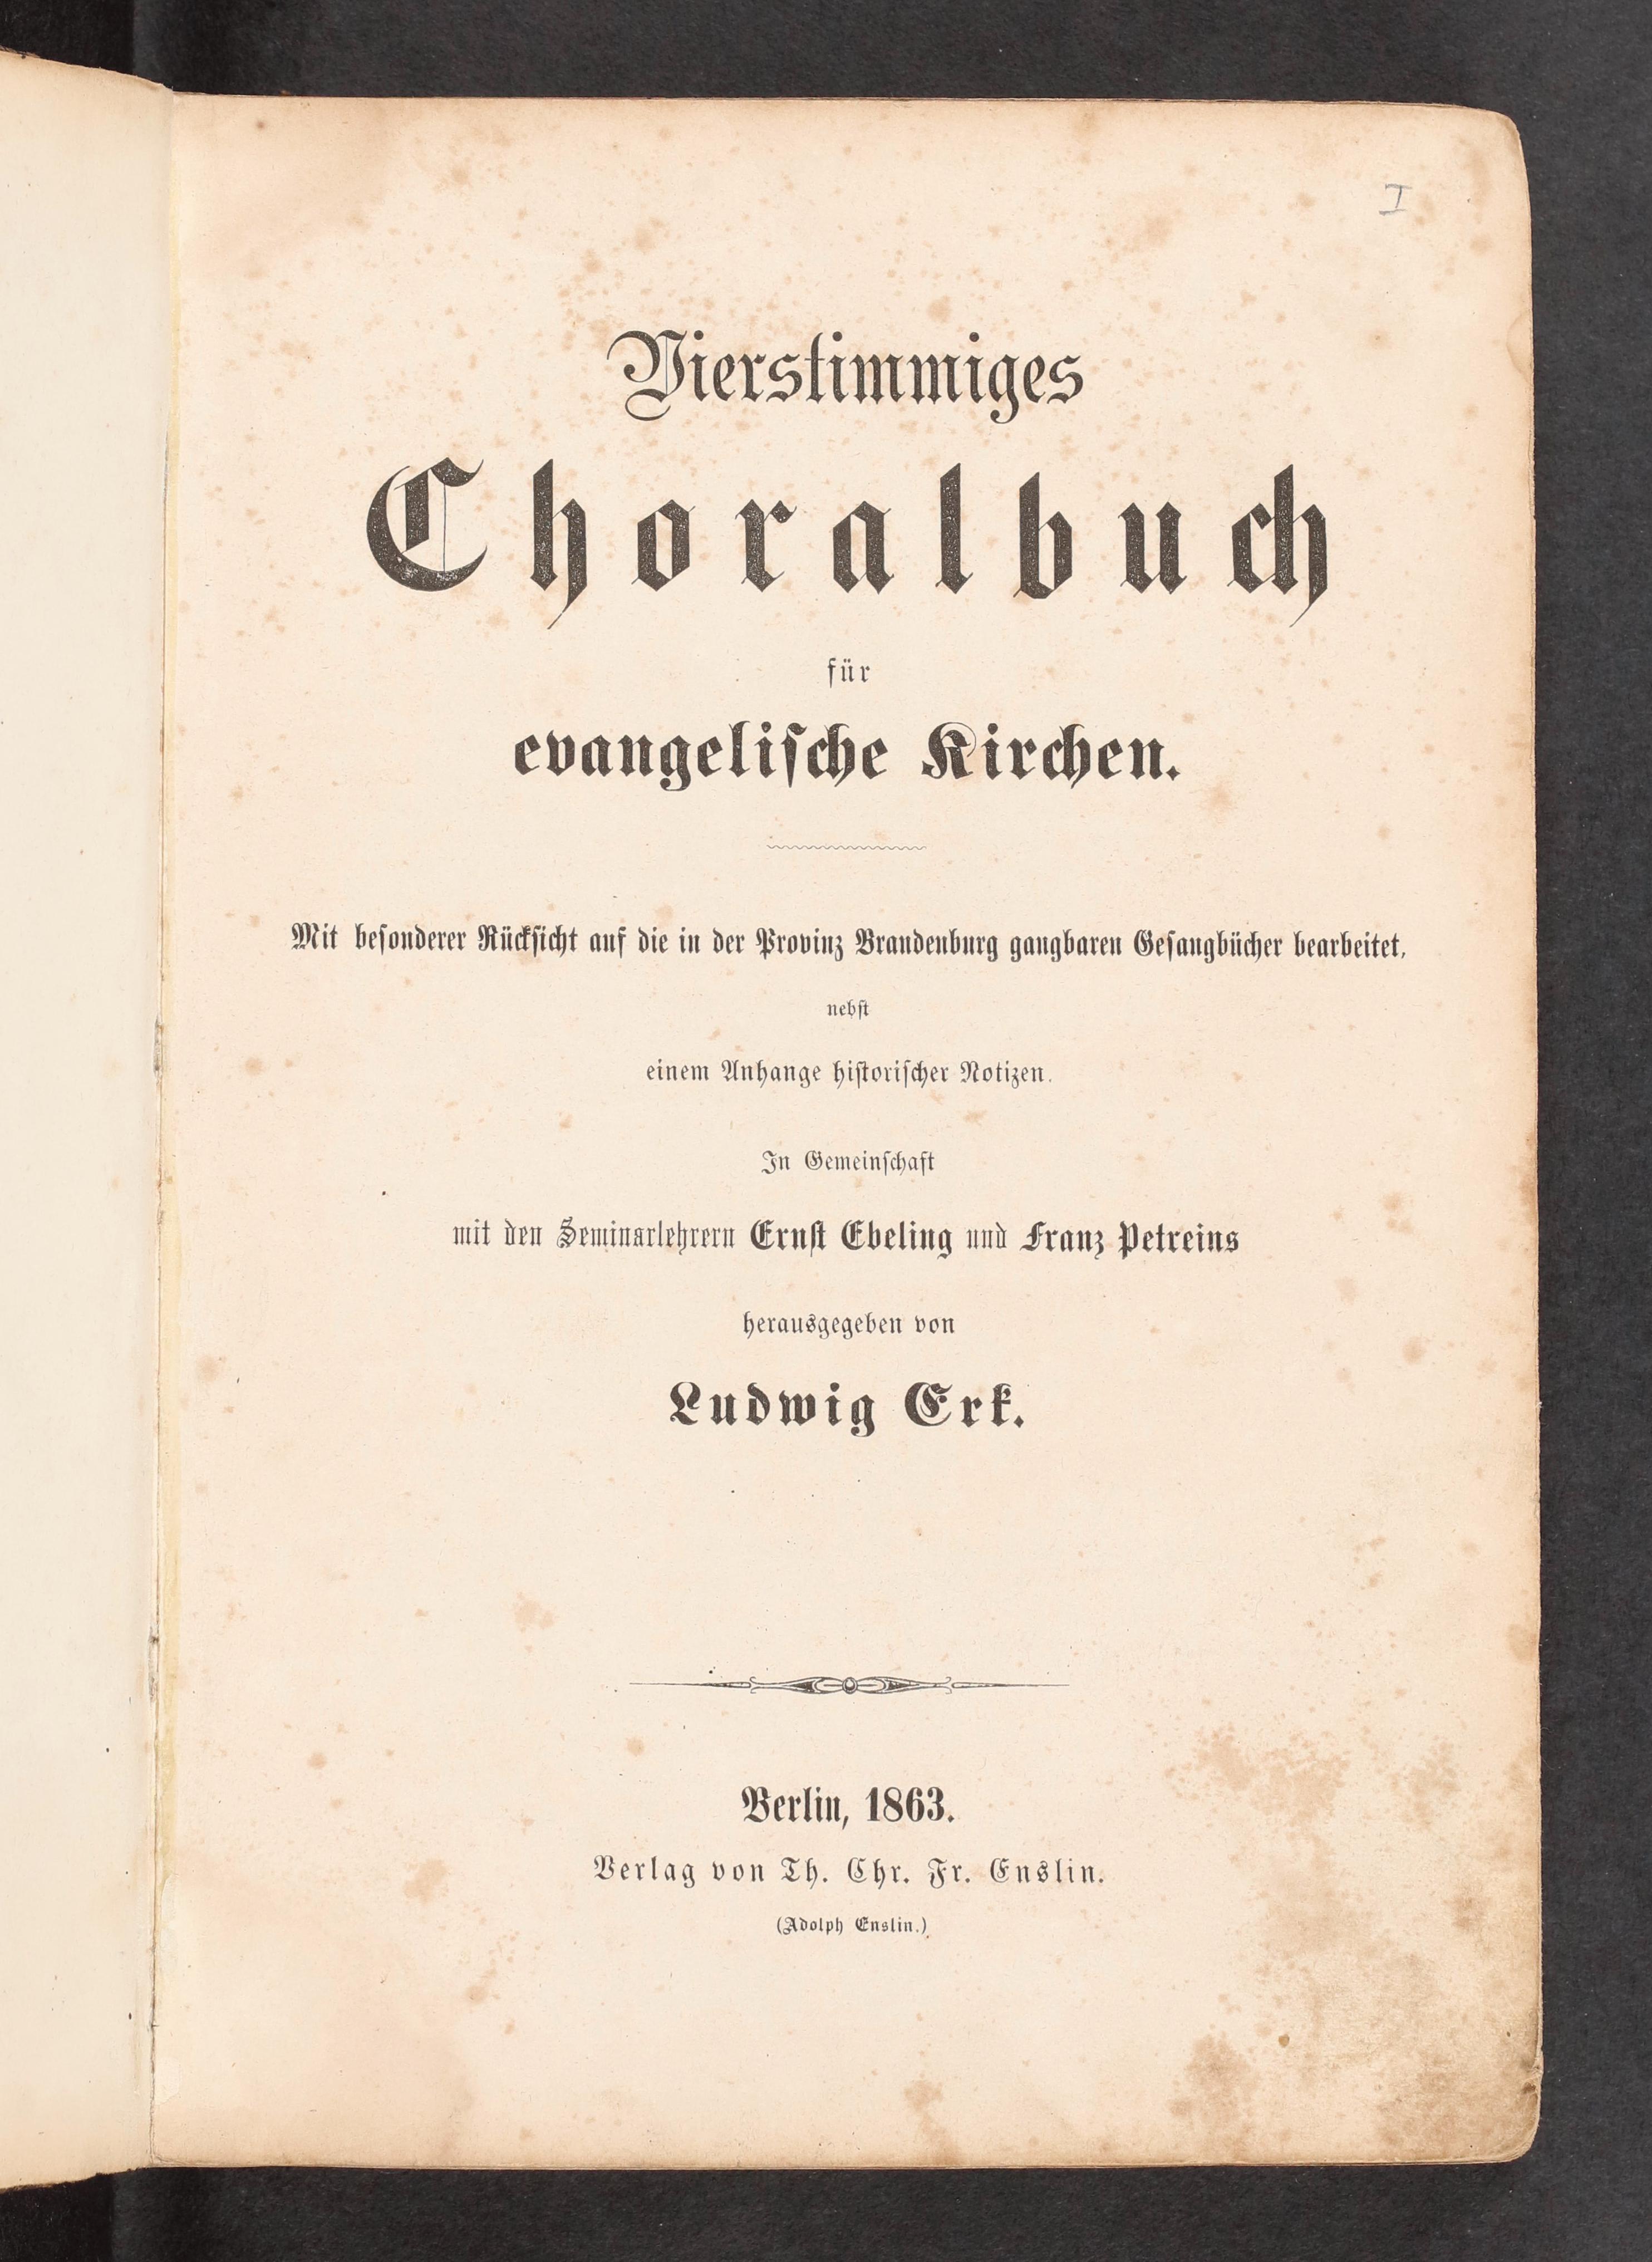 I
Vierstimmiges
Choralbuch
für
evangeliſche Kirchen.
Mit beſonderer Rückſicht auf die in der Provinz Brandenburg gangbaren Geſangbücher bearbeitet,
nebſt
einem Anhange hiſtoriſcher Notizen.
In Gemeinſchaft
mit den Seminarlehrern Ernſt Ebeling und Franz Petreins
herausgegeben von
Ludwig Erk.
Berlin, 1863.
Verlag von Th. Chr. Fr. Enslin.
(Adolph Enslin.)